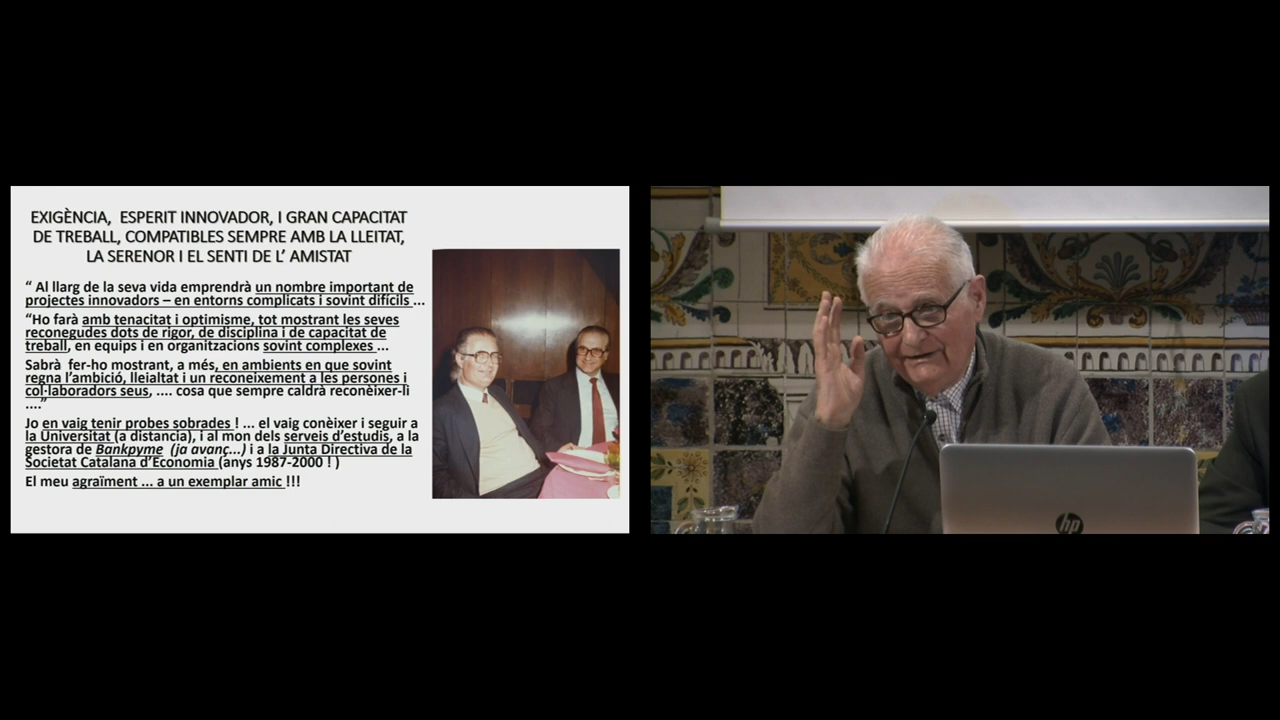 EXIGÈNCIA, ESPERIT INNOVADOR, I GRAN CAPACITAT
DE TREBALL, COMPATIBLES SEMPRE AMB LA LLEITAT,
LA SERENOR I EL SENTI DE L' AMISTAT
“ Al llarg de la seva vida emprendrà un nombre important de
projectes innovadors – en entorns complicats i sovint difícils ...
“Ho farà amb tenacitat i optimisme, tot mostrant les seves
reconegudes dots de rigor, de disciplina i de capacitat de
treball, en equips i en organitzacions sovint complexes ...
Sabrà fer-ho mostrant, a més, en ambients en que sovint
regna l’ambició, lleialtat i un reconeixement a les persones i
col·laboradors seus, .... cosa que sempre caldrà reconèixer-li
....”
Jo en vaig tenir probes sobrades ! ... el vaig conèixer i seguir a
la Universitat (a distancia), i al mon dels serveis d’estudis, a la
gestora de Bankpyme (ja avanç...) i a la Junta Directiva de la
Societat Catalana d’Economia (anys 1987-2000 ! )
El meu agraïment ... a un exemplar amic !!!
hp